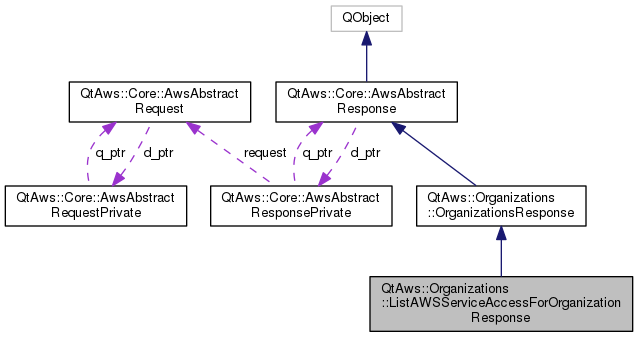 QObject
QtAws::Core::AwsAbstract
Request
QtAws::Core::AwsAbstract
Response
q_ptr
d_ptr
request
q_ptr
d_ptr
QtAws::Core::AwsAbstract
RequestPrivate
QtAws::Core::AwsAbstract
ResponsePrivate
QtAws::Organizations
::OrganizationsResponse
QtAws::Organizations
::ListAWSServiceAccessForOrganization
Response